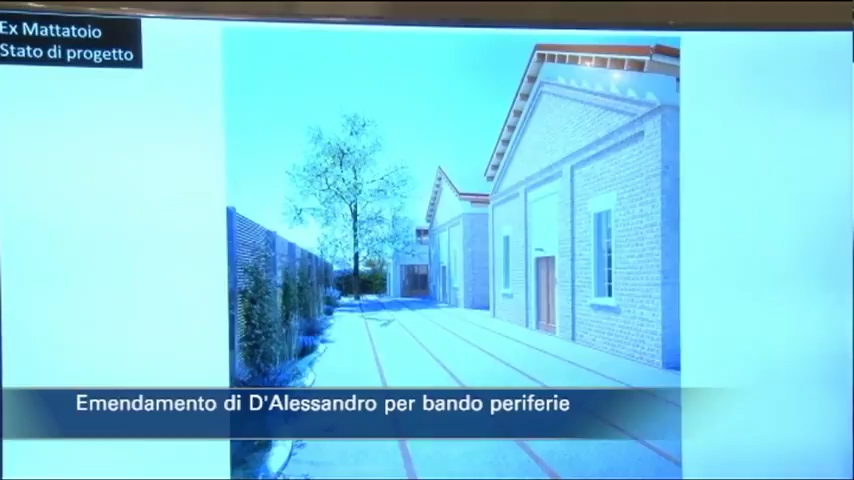 Ex Mattatoio
Stato di progetto
Emendamento di D'Alessandro per bando periferie